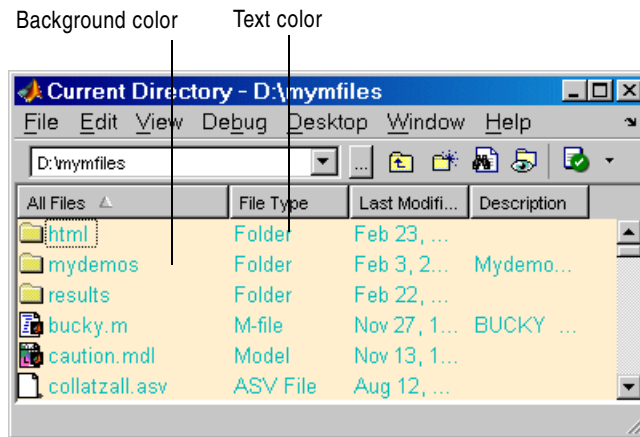 Background color Text color
Current Directory - D:\mymfiles
File Edit View Debug Desktop Window Help
D:\mymfiles ...
All Files File Type Last Modifi... Description
html Folder Feb 23, ...
mydemos Folder Feb 3, 2... Mydemo...
results Folder Feb 22, ...
bucky.m M-file Nov 27, 1... BUCKY ...
caution.mdl Model Nov 13, 1...
collatzall.asv ASV File Aug 12, ...